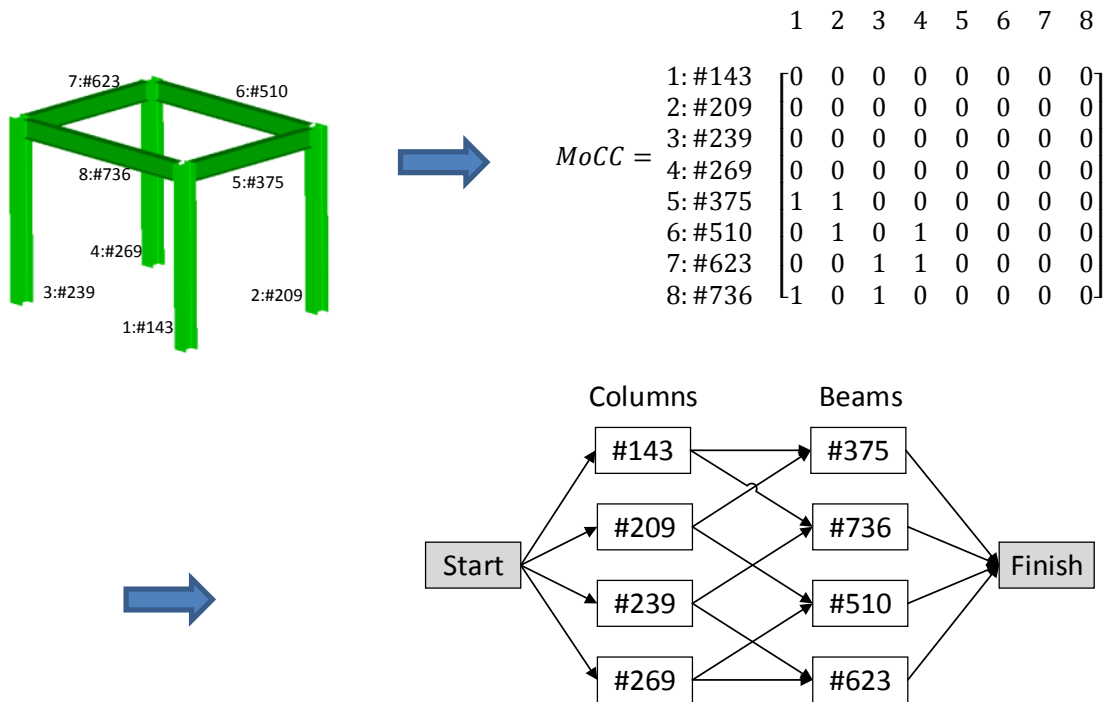 7:#623
6:#510
8:#736
5:#375
4:#269
3:#239
2:#209
1:#143
1 2 3 4 5 6 7 8
MoCC =
1: #143 0 0 0 0 0 0 0 0
2: #209 0 0 0 0 0 0 0 0
3: #239 0 0 0 0 0 0 0 0
4: #269 0 0 0 0 0 0 0 0
5: #375 1 1 0 0 0 0 0 0
6: #510 0 1 0 1 0 0 0 0
7: #623 0 0 1 1 0 0 0 0
8: #736 1 0 1 0 0 0 0 0
Columns Beams
#143 #375
#209 #736
Start Finish
#239 #510
#269 #623